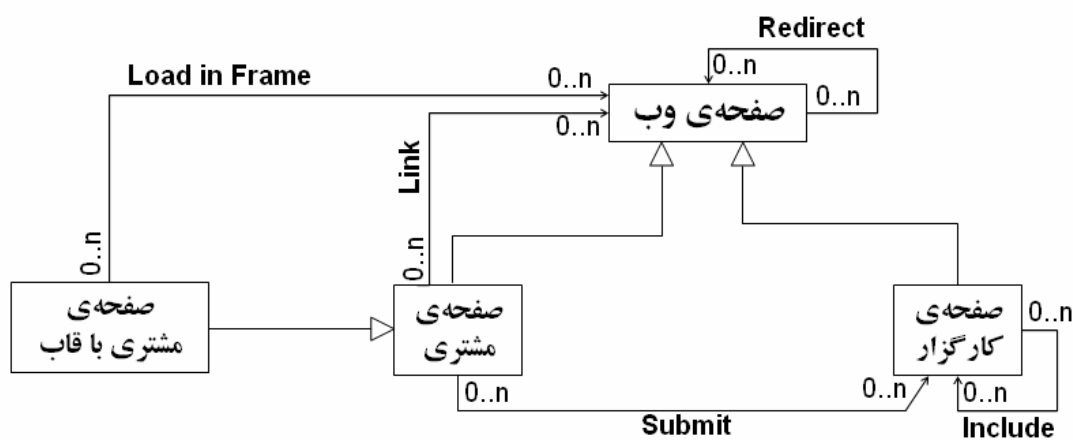 Redirect
0..n
Load in Frame
0..n
0..n
صفحه‌ی وب
0..n
Link
0..n
0..n
0..n
صفحه‌ی
مشتری با قاب
صفحه‌ی
مشتری
صفحه‌ی
کارگزار
0..n
0..n
0..n
0..n
Submit
Include